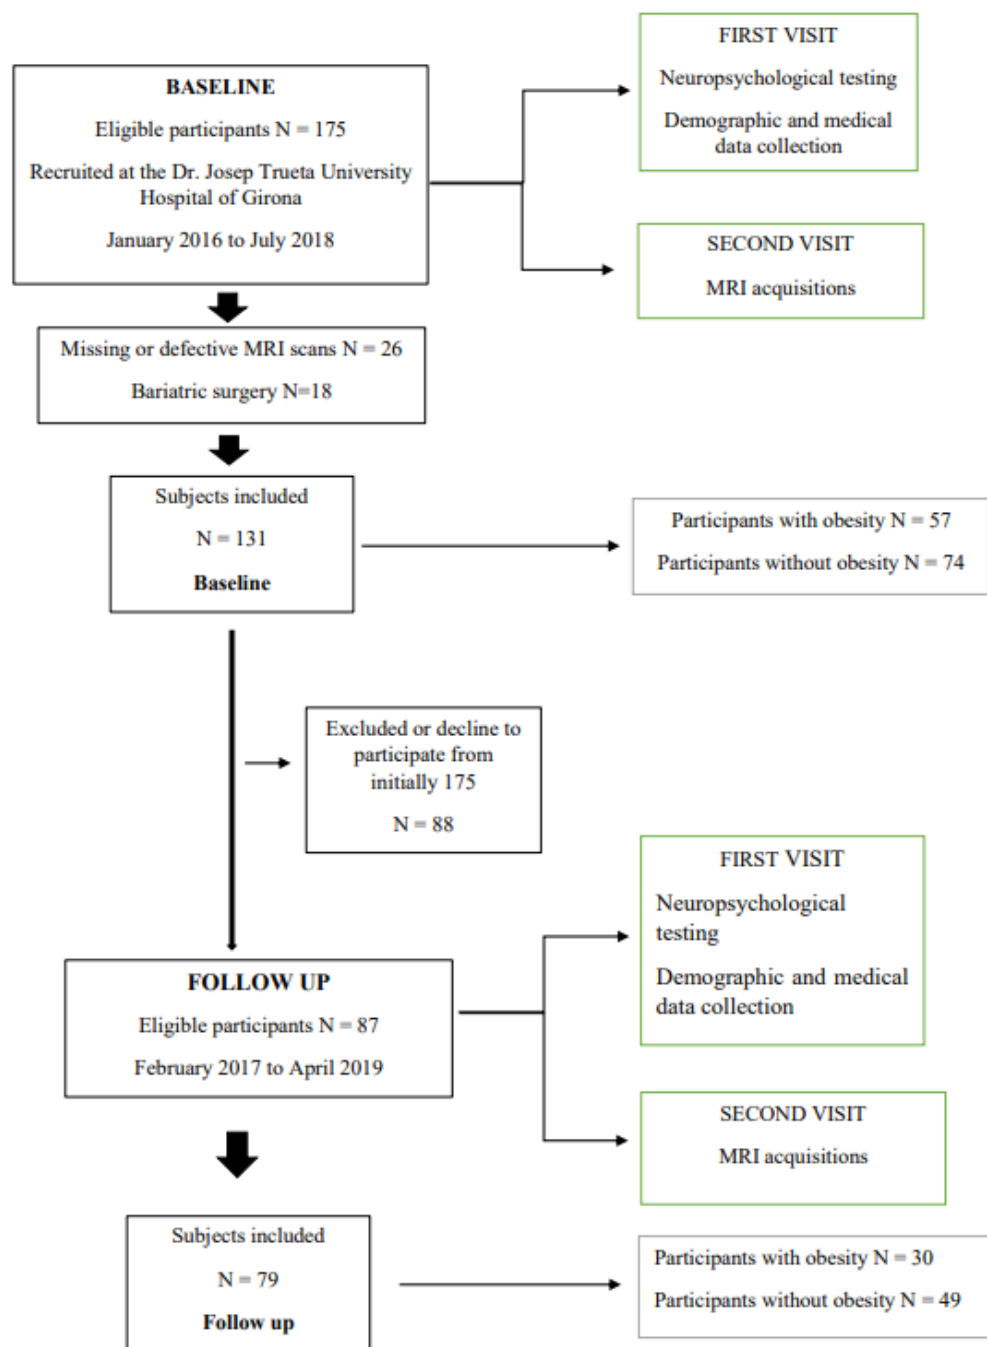 BASELINE
Eligible participants N = 175
Recruited at the Dr. Josep Trueta University
Hospital of Girona
January 2016 to July 2018
FIRST VISIT
Neuropsychological testing
Demographic and medical
data collection
SECOND VISIT
MRI acquisitions
Missing or defective MRI scans N = 26
Bariatric surgery N=18
Subjects included
N = 131
Baseline
Participants with obesity N = 57
Participants without obesity N = 74
Excluded or decline to
participate from
initially 175
N = 88
FOLLOW UP
Eligible participants N = 87
February 2017 to April 2019
FIRST VISIT
Neuropsychological
testing
Demographic and medical
data collection
SECOND VISIT
MRI acquisitions
Subjects included
N = 79
Follow up
Participants with obesity N = 30
Participants without obesity N = 49